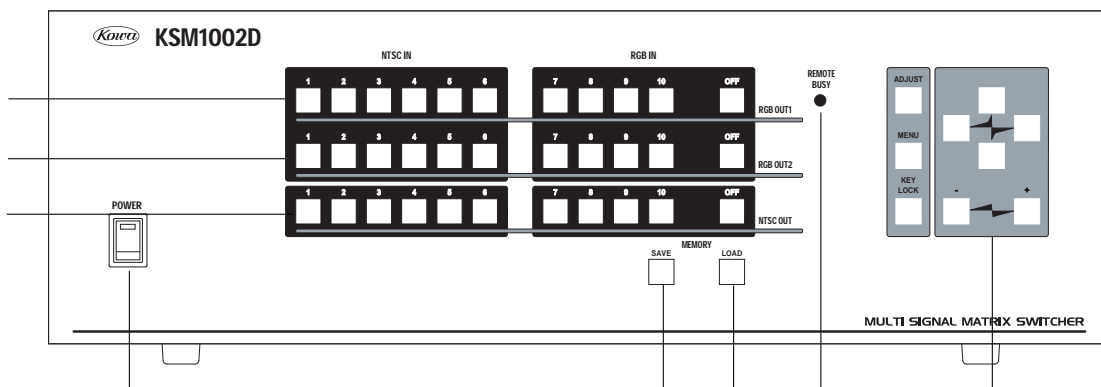 Kowa KSM1002D
NTSC IN RGB IN
1 2 3 4 5 6 7 8 9 10 OFF
RGB OUT1
REMOTE
BUSY
1 2 3 4 5 6 7 8 9 10 OFF
RGB OUT2
1 2 3 4 5 6 7 8 9 10 OFF
NTSC OUT
MEMORY
SAVE LOAD
POWER
ADJUST
MENU
KEY
LOCK
- +
MULTI SIGNAL MATRIX SWITCHER